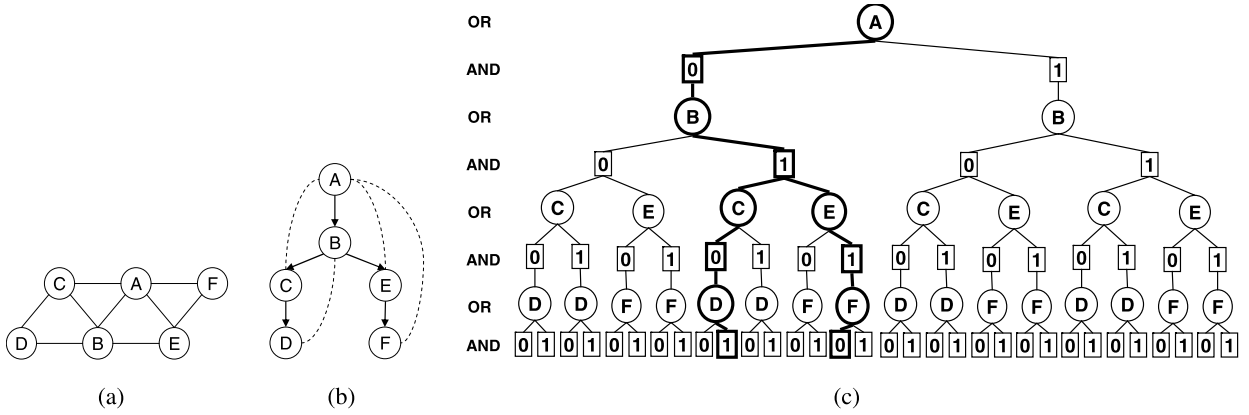 OR A
AND 0 1
OR B B
AND 0 1 0 1
OR C E C E C E C E
AND 0 1 0 1 0 1 0 1 0 1 0 1 0 1 0 1
OR D D F F D D F F D D F F D D F F
AND 0 1 0 1 0 1 0 1 0 1 0 1 0 1 0 1 0 1 0 1 0 1 0 1 0 1 0 1 0 1 0 1
A
B
C E
D F
C A F
D B E
(a) (b) (c)